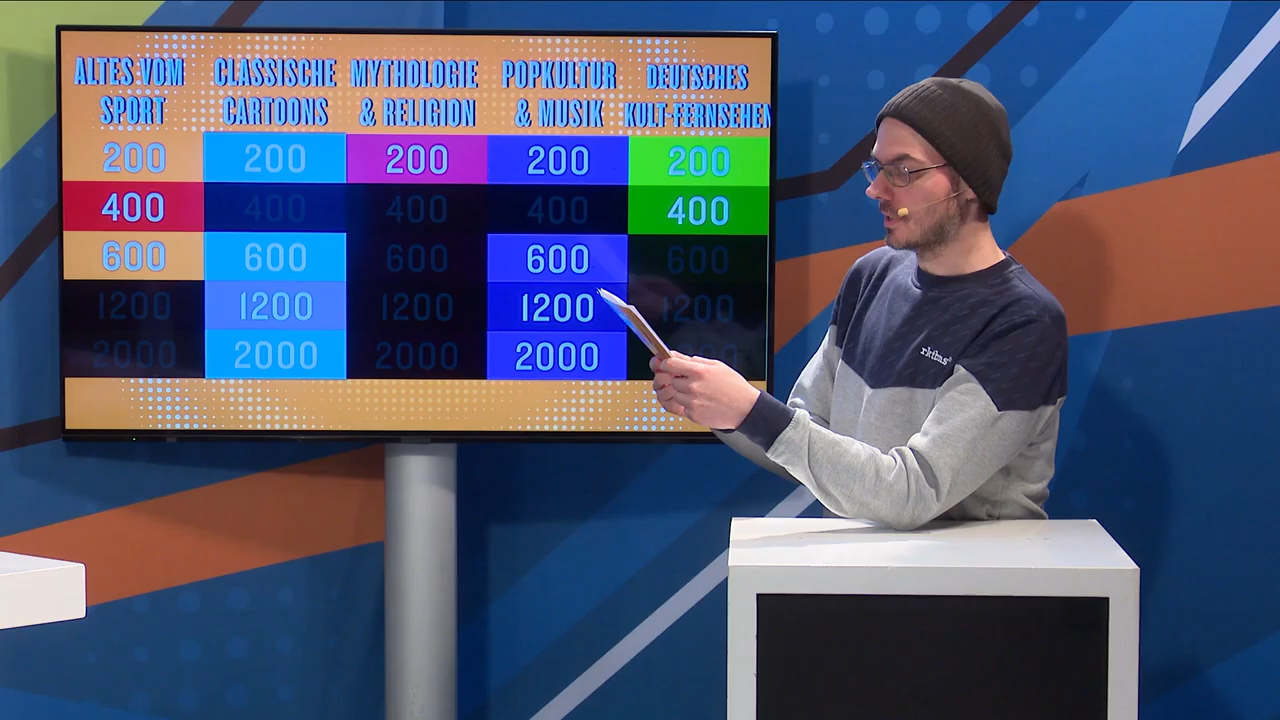 ALTES VOM SPORT
CLASSISCHE CARTOONS
MYTHOLOGIE & RELIGION
POPKULTUR & MUSIK
DEUTSCHES KULT-FERNSEHEN
200 200 200 200 200
400 400 400 400 400
600 600 600 600 600
1200 1200 1200 1200 1200
2000 2000 2000 2000